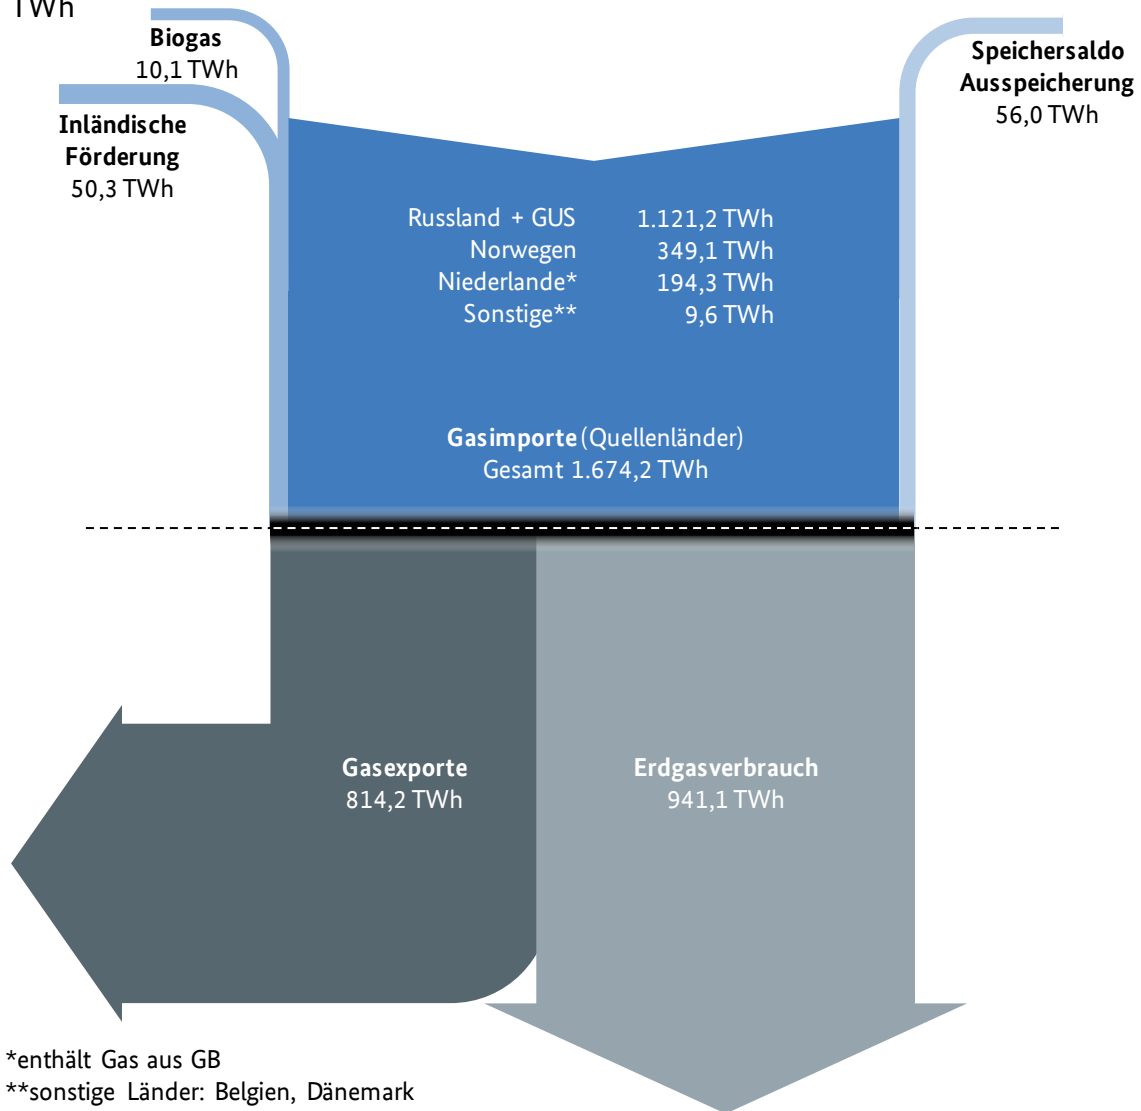 TWh
Biogas
10,1 TWh
Inländische
Förderung
50,3 TWh
Speichersaldo
Ausspeicherung
56,0 TWh
Russland + GUS 1.121,2 TWh
Norwegen 349,1 TWh
Niederlande* 194,3 TWh
Sonstige** 9,6 TWh
Gasimporte (Quellenländer)
Gesamt 1.674,2 TWh
Gasexporte
814,2 TWh
Erdgasverbrauch
941,1 TWh
*enthält Gas aus GB
**sonstige Länder: Belgien, Dänemark